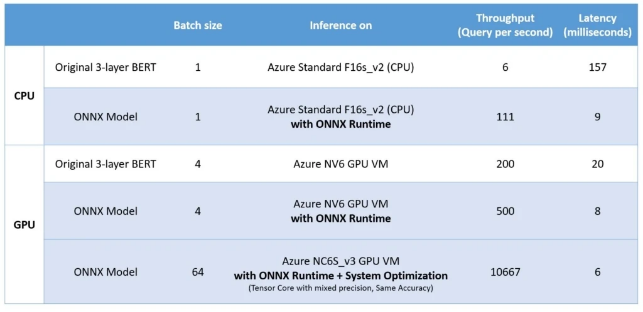 Batch size
Inference on
Throughput
(Query per second)
Latency
(milliseconds)
CPU
Original 3-layer BERT
1
Azure Standard F16s_v2 (CPU)
6
157
ONNX Model
1
Azure Standard F16s_v2 (CPU)
with ONNX Runtime
111
9
GPU
Original 3-layer BERT
4
Azure NV6 GPU VM
200
20
ONNX Model
4
Azure NV6 GPU VM
with ONNX Runtime
500
8
ONNX Model
64
Azure NC6S_v3 GPU VM
with ONNX Runtime + System Optimization
(Tensor Core with mixed precision, Same Accuracy)
10667
6